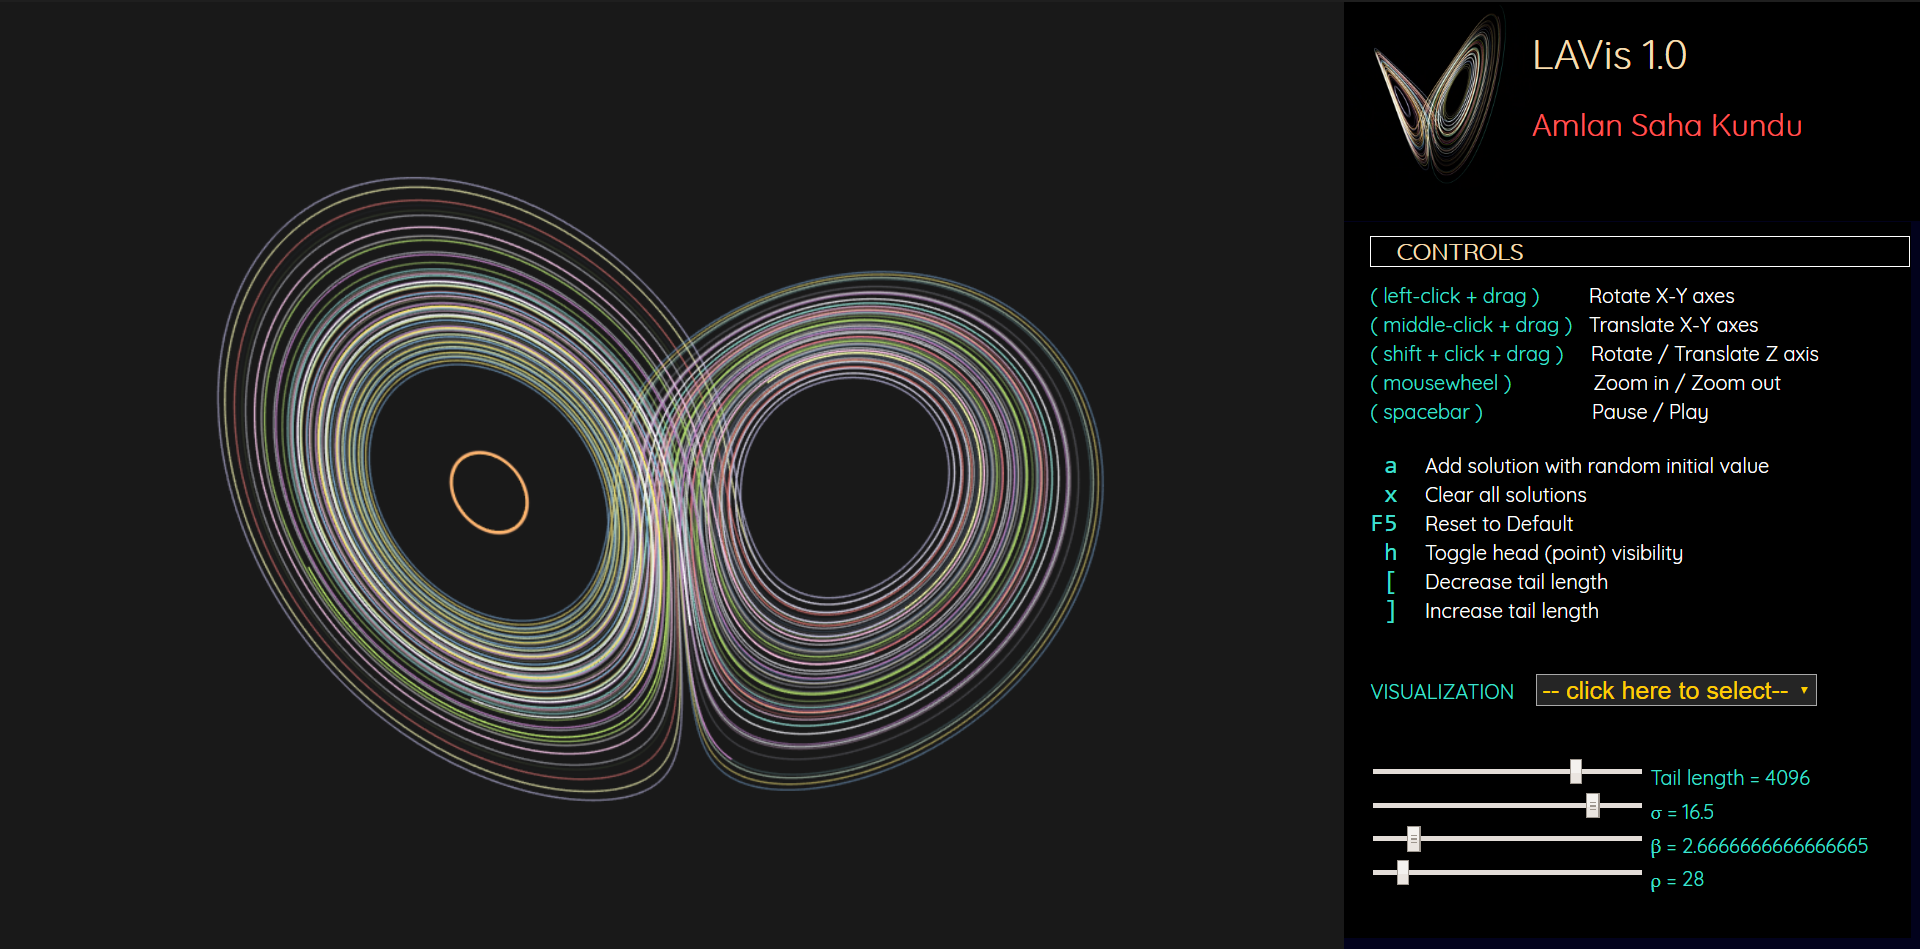 LAVis 1.0
Amlan Saha Kundu
CONTROLS
( left-click + drag ) Rotate X-Y axes
( middle-click + drag ) Translate X-Y axes
( shift + click + drag ) Rotate / Translate Z axis
( mousewheel ) Zoom in / Zoom out
( spacebar ) Pause / Play
a Add solution with random initial value
x Clear all solutions
F5 Reset to Default
h Toggle head (point) visibility
[ Decrease tail length
] Increase tail length
VISUALIZATION -- click here to select--
Tail length = 4096
σ = 16.5
β = 2.6666666666666665
ρ = 28